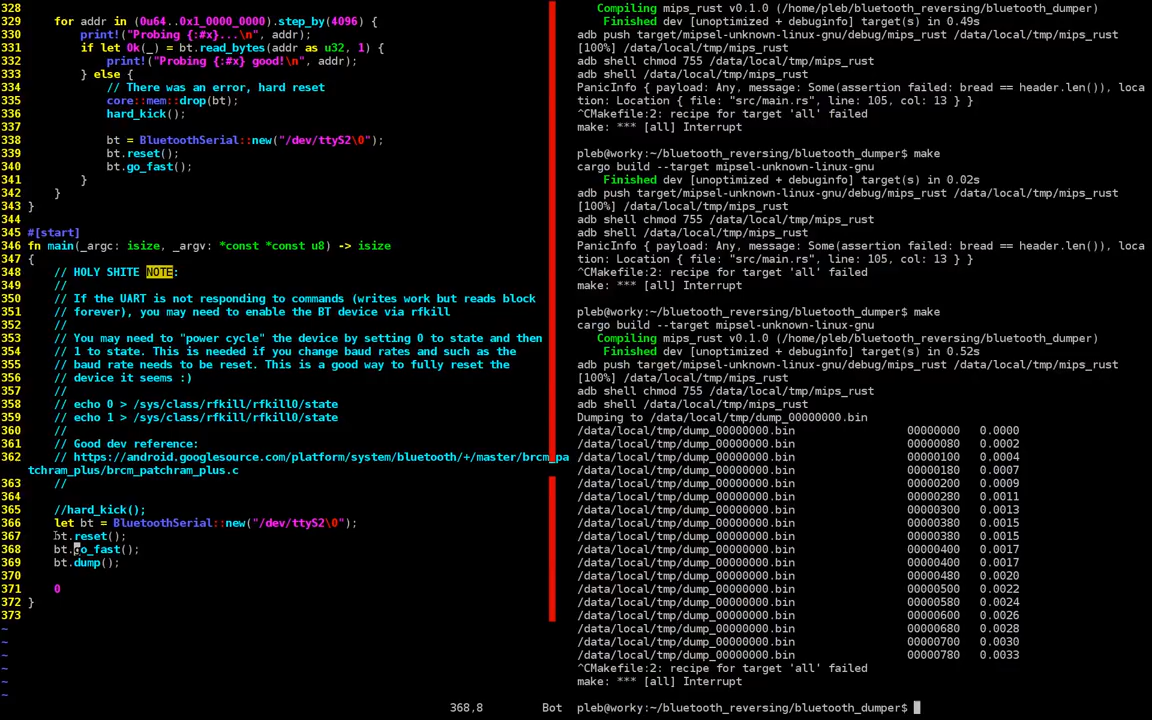 328
329     for addr in (0u64..0x1_0000_0000).step_by(4096) {
330         print!("Probing {:#x}...\n", addr);
331         if let Ok(_) = bt.read_bytes(addr as u32, 1) {
332             print!("Probing {:#x} good!\n", addr);
333         } else {
334             // There was an error, hard reset
335             core::mem::drop(bt);
336             hard_kick();
337
338             bt = BluetoothSerial::new("/dev/ttyS2\0");
339             bt.reset();
340             bt.go_fast();
341         }
342     }
343 }
344
345 #[start]
346 fn main(_argc: isize, _argv: *const *const u8) -> isize
347 {
348     // HOLY SHITE NOTE:
349     //
350     // If the UART is not responding to commands (writes work but reads block
351     // forever), you may need to enable the BT device via rfkill
352     //
353     // You may need to "power cycle" the device by setting 0 to state and then
354     // 1 to state. This is needed if you change baud rates and such as the
355     // baud rate needs to be reset. This is a good way to fully reset the
356     // device it seems :)
357     //
358     // echo 0 > /sys/class/rfkill/rfkill0/state
359     // echo 1 > /sys/class/rfkill/rfkill0/state
360     //
361     // Good dev reference:
362     // https://android.googlesource.com/platform/system/bluetooth/+/master/brcm_pa
tchram_plus/brcm_patchram_plus.c
363     //
364
365     //hard_kick();
366     let bt = BluetoothSerial::new("/dev/ttyS2\0");
367     bt.reset();
368     bt.go_fast();
369     bt.dump();
370
371     0
372 }
373
~
~
~
~
~
~
368,8 Bot
Compiling mips_rust v0.1.0 (/home/pleb/bluetooth_reversing/bluetooth_dumper)
Finished dev [unoptimized + debuginfo] target(s) in 0.49s
adb push target/mipsel-unknown-linux-gnu/debug/mips_rust /data/local/tmp/mips_rust
[100%] /data/local/tmp/mips_rust
adb shell chmod 755 /data/local/tmp/mips_rust
adb shell /data/local/tmp/mips_rust
PanicInfo { payload: Any, message: Some(assertion failed: bread == header.len()), loca
tion: Location { file: "src/main.rs", line: 105, col: 13 } }
^CMakefile:2: recipe for target 'all' failed
make: *** [all] Interrupt
pleb@worky:~/bluetooth_reversing/bluetooth_dumper$ make
cargo build --target mipsel-unknown-linux-gnu
Finished dev [unoptimized + debuginfo] target(s) in 0.02s
adb push target/mipsel-unknown-linux-gnu/debug/mips_rust /data/local/tmp/mips_rust
[100%] /data/local/tmp/mips_rust
adb shell chmod 755 /data/local/tmp/mips_rust
adb shell /data/local/tmp/mips_rust
PanicInfo { payload: Any, message: Some(assertion failed: bread == header.len()), loca
tion: Location { file: "src/main.rs", line: 105, col: 13 } }
^CMakefile:2: recipe for target 'all' failed
make: *** [all] Interrupt
pleb@worky:~/bluetooth_reversing/bluetooth_dumper$ make
cargo build --target mipsel-unknown-linux-gnu
Compiling mips_rust v0.1.0 (/home/pleb/bluetooth_reversing/bluetooth_dumper)
Finished dev [unoptimized + debuginfo] target(s) in 0.52s
adb push target/mipsel-unknown-linux-gnu/debug/mips_rust /data/local/tmp/mips_rust
[100%] /data/local/tmp/mips_rust
adb shell chmod 755 /data/local/tmp/mips_rust
adb shell /data/local/tmp/mips_rust
Dumping to /data/local/tmp/dump_00000000.bin
/data/local/tmp/dump_00000000.bin 00000000 0.0000
/data/local/tmp/dump_00000000.bin 00000080 0.0002
/data/local/tmp/dump_00000000.bin 00000100 0.0004
/data/local/tmp/dump_00000000.bin 00000180 0.0007
/data/local/tmp/dump_00000000.bin 00000200 0.0009
/data/local/tmp/dump_00000000.bin 00000280 0.0011
/data/local/tmp/dump_00000000.bin 00000300 0.0013
/data/local/tmp/dump_00000000.bin 00000380 0.0015
/data/local/tmp/dump_00000000.bin 00000380 0.0015
/data/local/tmp/dump_00000000.bin 00000400 0.0017
/data/local/tmp/dump_00000000.bin 00000400 0.0017
/data/local/tmp/dump_00000000.bin 00000480 0.0020
/data/local/tmp/dump_00000000.bin 00000500 0.0022
/data/local/tmp/dump_00000000.bin 00000580 0.0024
/data/local/tmp/dump_00000000.bin 00000600 0.0026
/data/local/tmp/dump_00000000.bin 00000680 0.0028
/data/local/tmp/dump_00000000.bin 00000700 0.0030
/data/local/tmp/dump_00000000.bin 00000780 0.0033
^CMakefile:2: recipe for target 'all' failed
make: *** [all] Interrupt
pleb@worky:~/bluetooth_reversing/bluetooth_dumper$